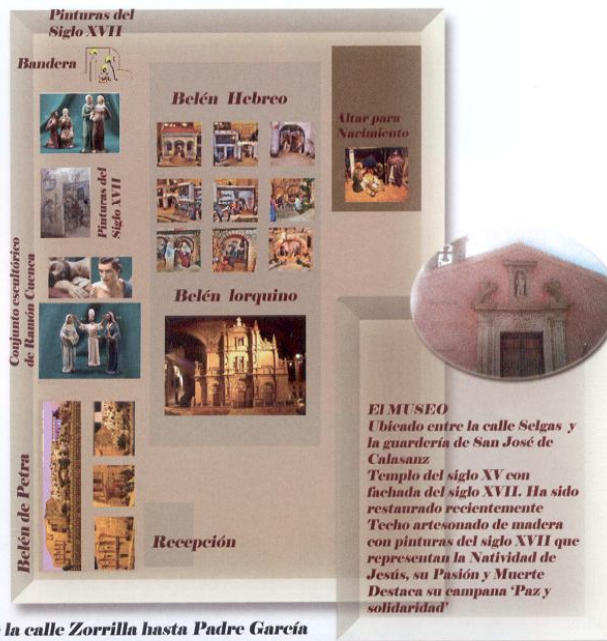 Pinturas del
Siglo XVII
Bandera
Belén Hebreo
Altar para
Nacimiento
Pinturas del
Siglo XVII
Conjunto escultórico
de Ramón Cuenca
Belén lorquino
Belén de Petra
Recepción
El MUSEO
Ubicado entre la calle Selgas y
la guardería de San José de
Calasanz
Templo del siglo XV con
fachada del siglo XVII. Ha sido
restaurado recientemente
Techo artesonado de madera
con pinturas del siglo XVII que
representan la Natividad de
Jesús, su Pasión y Muerte
Destaca su campana ‘Paz y
solidaridad’
la calle Zorrilla hasta Padre García